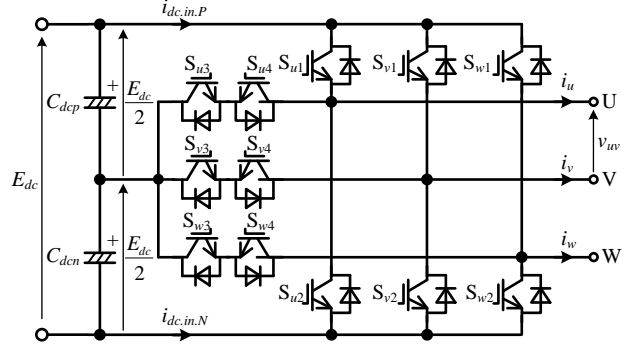 i_dc.in.P
S_u3 S_u4 S_u1 S_v1 S_w1
i_u
U
C_dcp + E_dc/2
S_v3 S_v4
v_uv
i_v
V
E_dc
S_w3 S_w4
i_w
W
C_dcn + E_dc/2
S_u2 S_v2 S_w2
i_dc.in.N